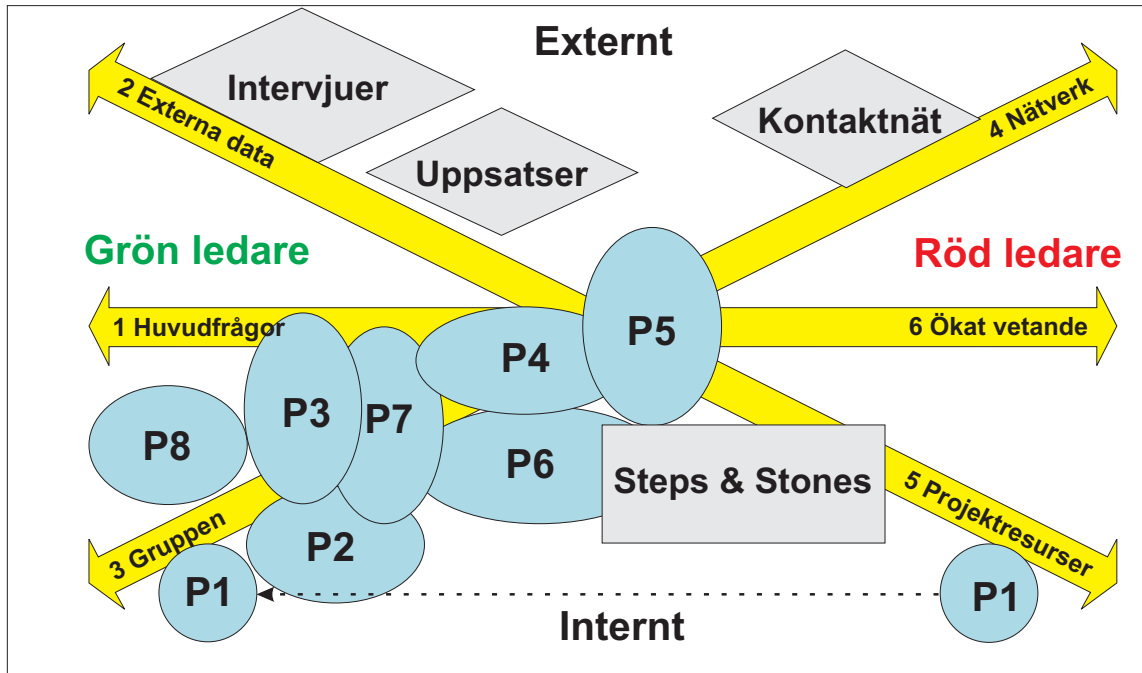 Externt
Intervjuer
2 Externa data
Uppsatser
Kontaktnät
4 Nätverk
Grön ledare
Röd ledare
1 Huvudfrågor
P5
6 Ökat vetande
P4
P3
P7
P8
P6
Steps & Stones
5 Projektresurser
3 Gruppen
P2
P1
P1
Internt